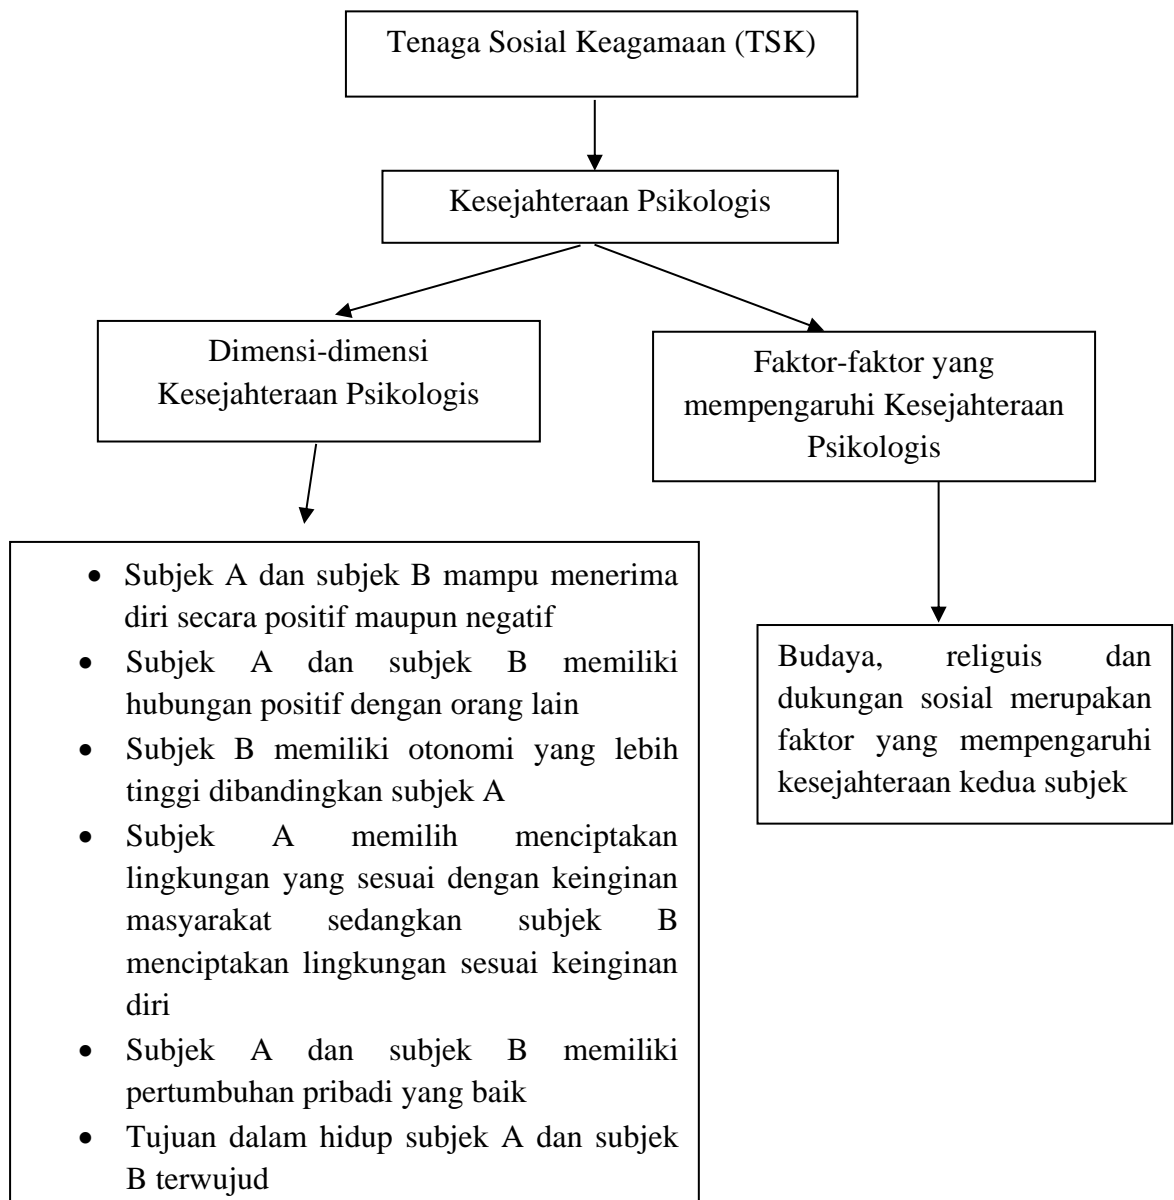 Tenaga Sosial Keagamaan (TSK)
Kesejahteraan Psikologis
Dimensi-dimensi
Kesejahteraan Psikologis
Faktor-faktor yang
mempengaruhi Kesejahteraan
Psikologis
• Subjek A dan subjek B mampu menerima
diri secara positif maupun negatif
• Subjek A dan subjek B memiliki
hubungan positif dengan orang lain
• Subjek B memiliki otonomi yang lebih
tinggi dibandingkan subjek A
• Subjek A memilih menciptakan
lingkungan yang sesuai dengan keinginan
masyarakat sedangkan subjek B
menciptakan lingkungan sesuai keinginan
diri
• Subjek A dan subjek B memiliki
pertumbuhan pribadi yang baik
• Tujuan dalam hidup subjek A dan subjek
B terwujud
Budaya, religuis dan
dukungan sosial merupakan
faktor yang mempengaruhi
kesejahteraan kedua subjek